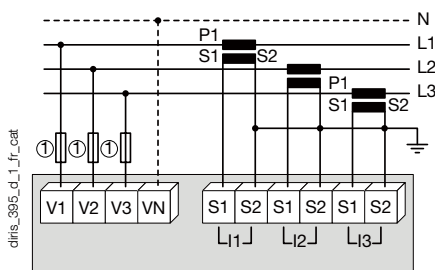 N
P1
L1
S1 S2
L2
P1
L3
S1 S2
① ① ①
diris_395_d_1_fr_cat
V1 V2 V3 VN S1 S2 S1 S2 S1 S2
I1 I2 I3